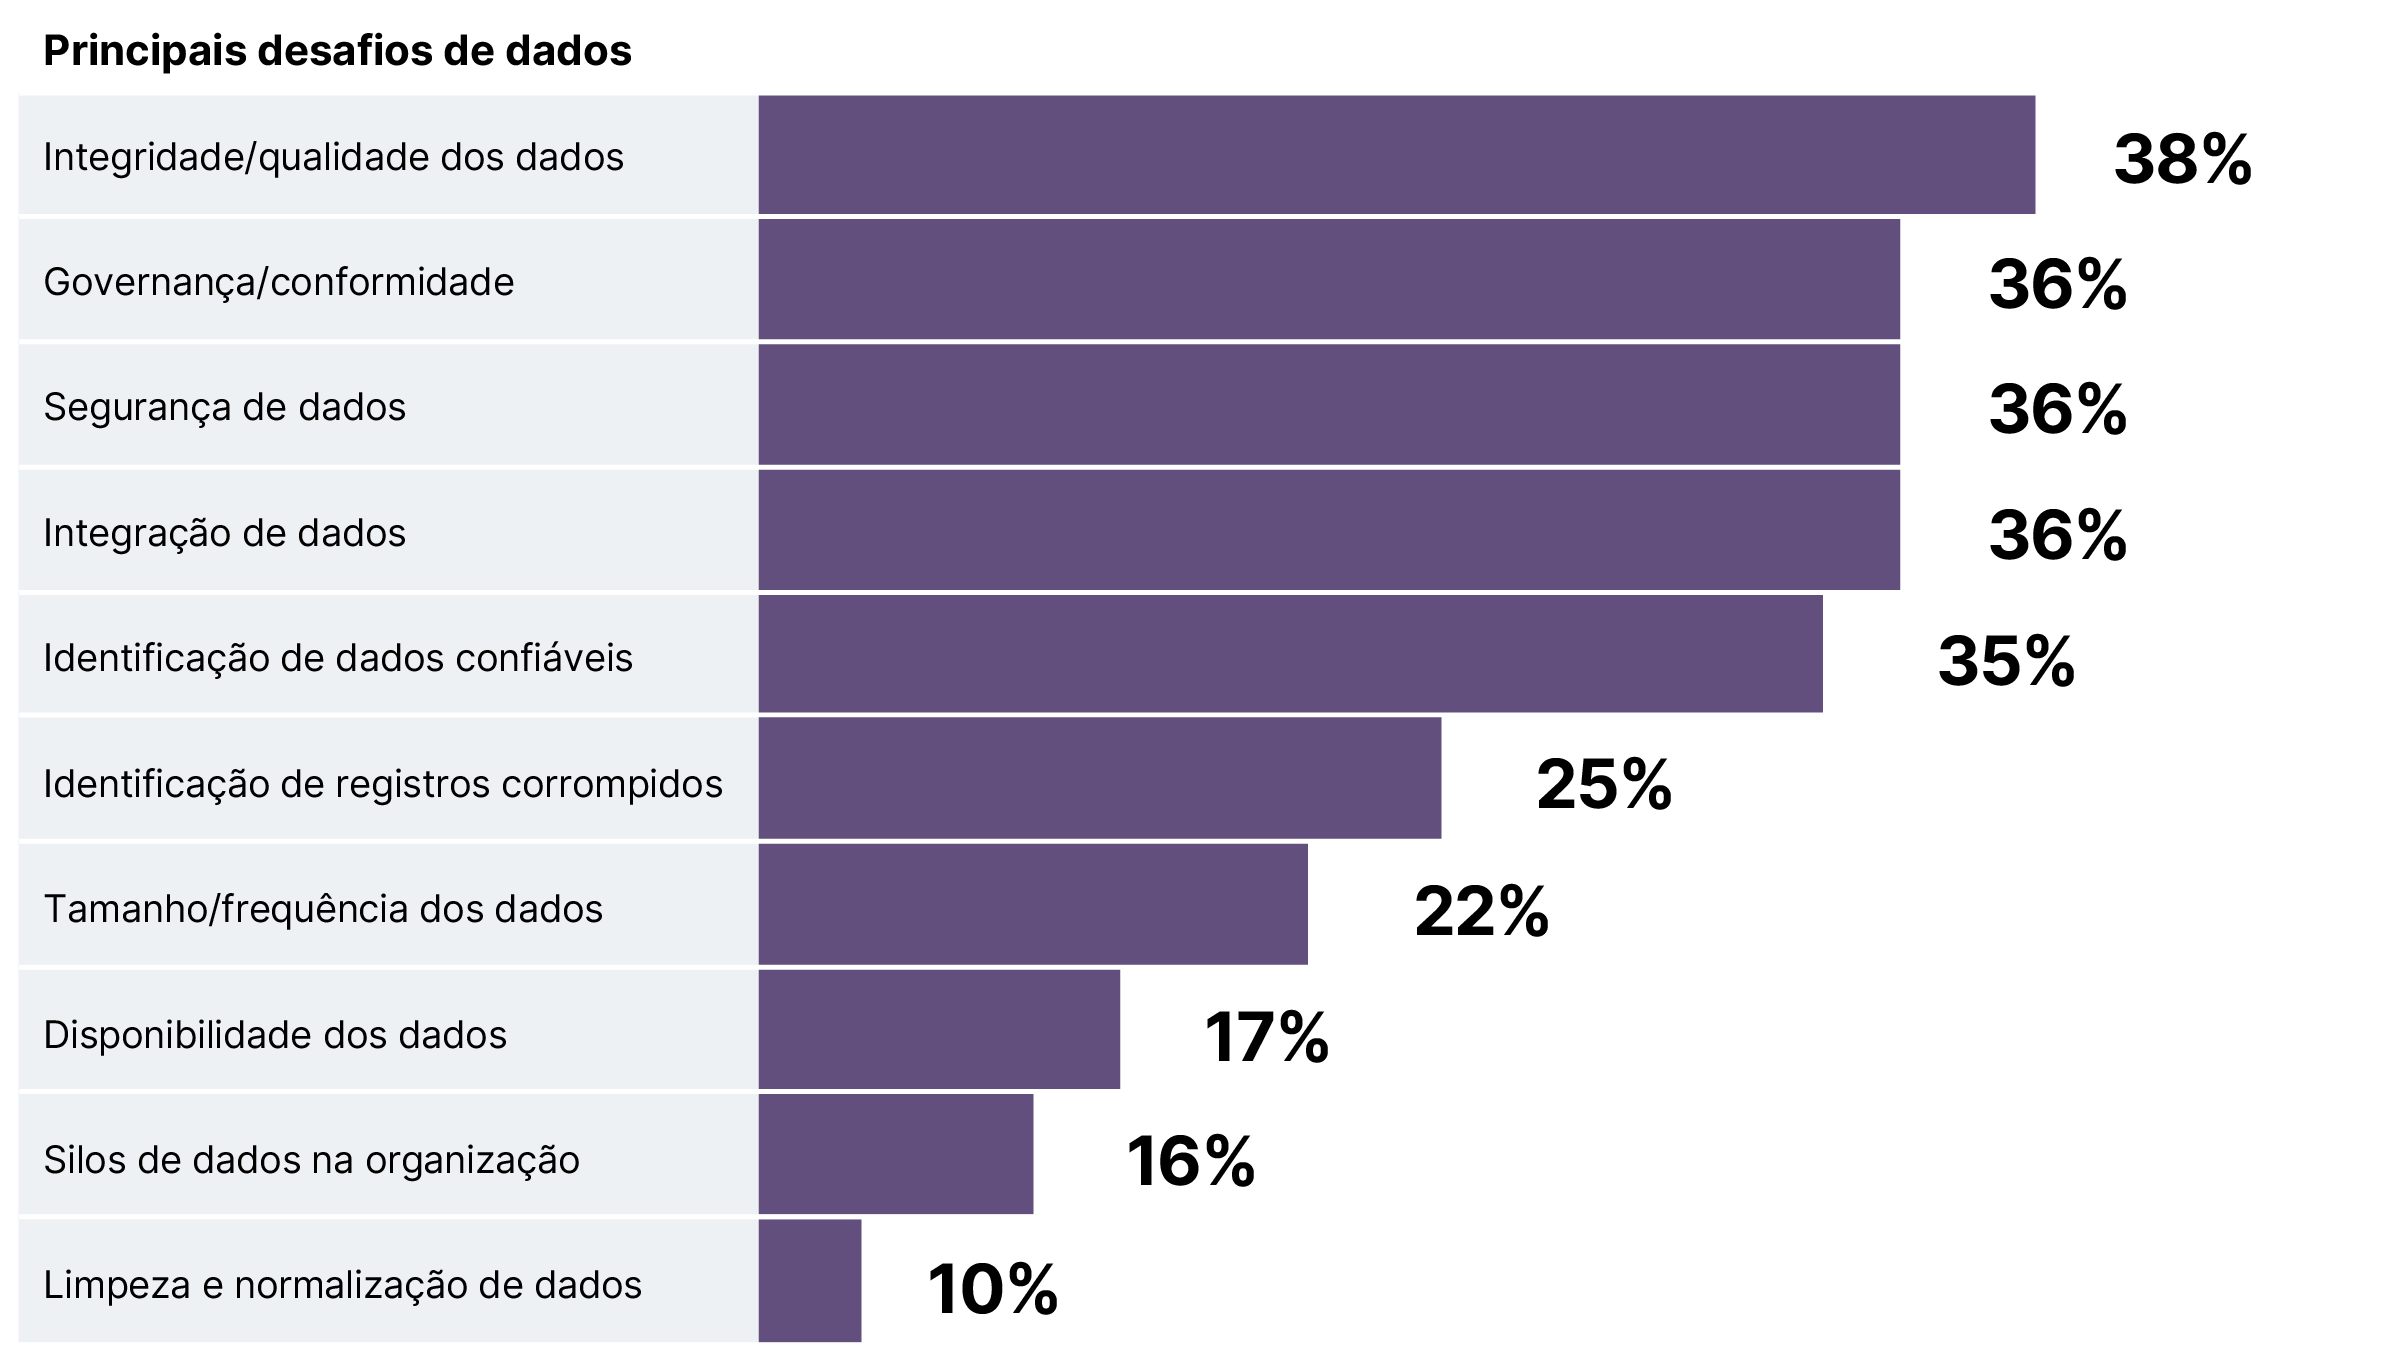 Principais desafios de dados
Integridade/qualidade dos dados 38%
Governança/conformidade 36%
Segurança de dados 36%
Integração de dados 36%
Identificação de dados confiáveis 35%
Identificação de registros corrompidos 25%
Tamanho/frequência dos dados 22%
Disponibilidade dos dados 17%
Silos de dados na organização 16%
Limpeza e normalização de dados 10%